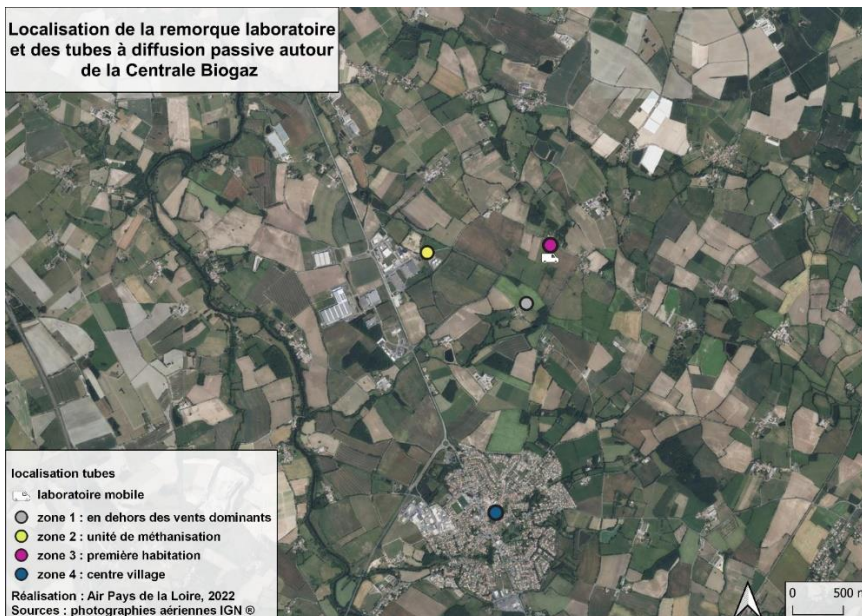 Localisation de la remorque laboratoire
et des tubes à diffusion passive autour
de la Centrale Biogaz
localisation tubes
laboratoire mobile
zone 1 : en dehors des vents dominants
zone 2 : unité de méthanisation
zone 3 : première habitation
zone 4 : centre village
Réalisation : Air Pays de la Loire, 2022
Sources : photographies aériennes IGN ®
0 500 m